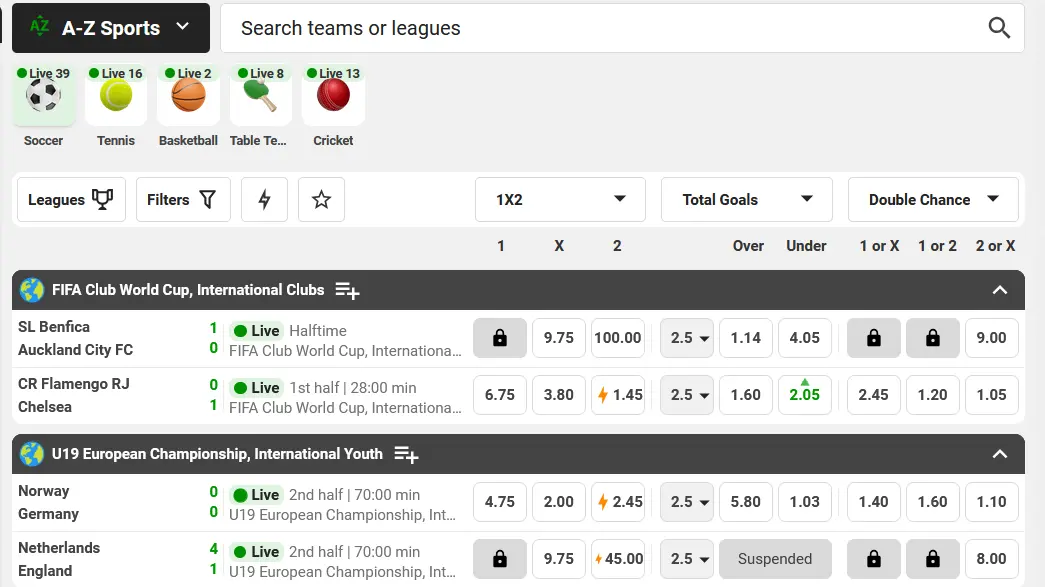 AZ A-Z Sports Search teams or leagues
Live 39 Live 16 Live 2 Live 8 Live 13
Soccer Tennis Basketball Table Te... Cricket
Leagues Filters 1X2 Total Goals Double Chance
1 X 2 Over Under 1 or X 1 or 2 2 or X
FIFA Club World Cup, International Clubs
SL Benfica 1 Live Halftime 9.75 100.00 2.5 1.14 4.05 9.00
Auckland City FC 0 FIFA Club World Cup, Internationa...
CR Flamengo RJ 0 Live 1st half | 28:00 min 6.75 3.80 1.45 2.5 1.60 2.05 2.45 1.20 1.05
Chelsea 1 FIFA Club World Cup, Internationa...
U19 European Championship, International Youth
Norway 0 Live 2nd half | 70:00 min 4.75 2.00 2.45 2.5 5.80 1.03 1.40 1.60 1.10
Germany 0 U19 European Championship, Int...
Netherlands 4 Live 2nd half | 70:00 min 9.75 45.00 2.5 Suspended 8.00
England 1 U19 European Championship, Int...